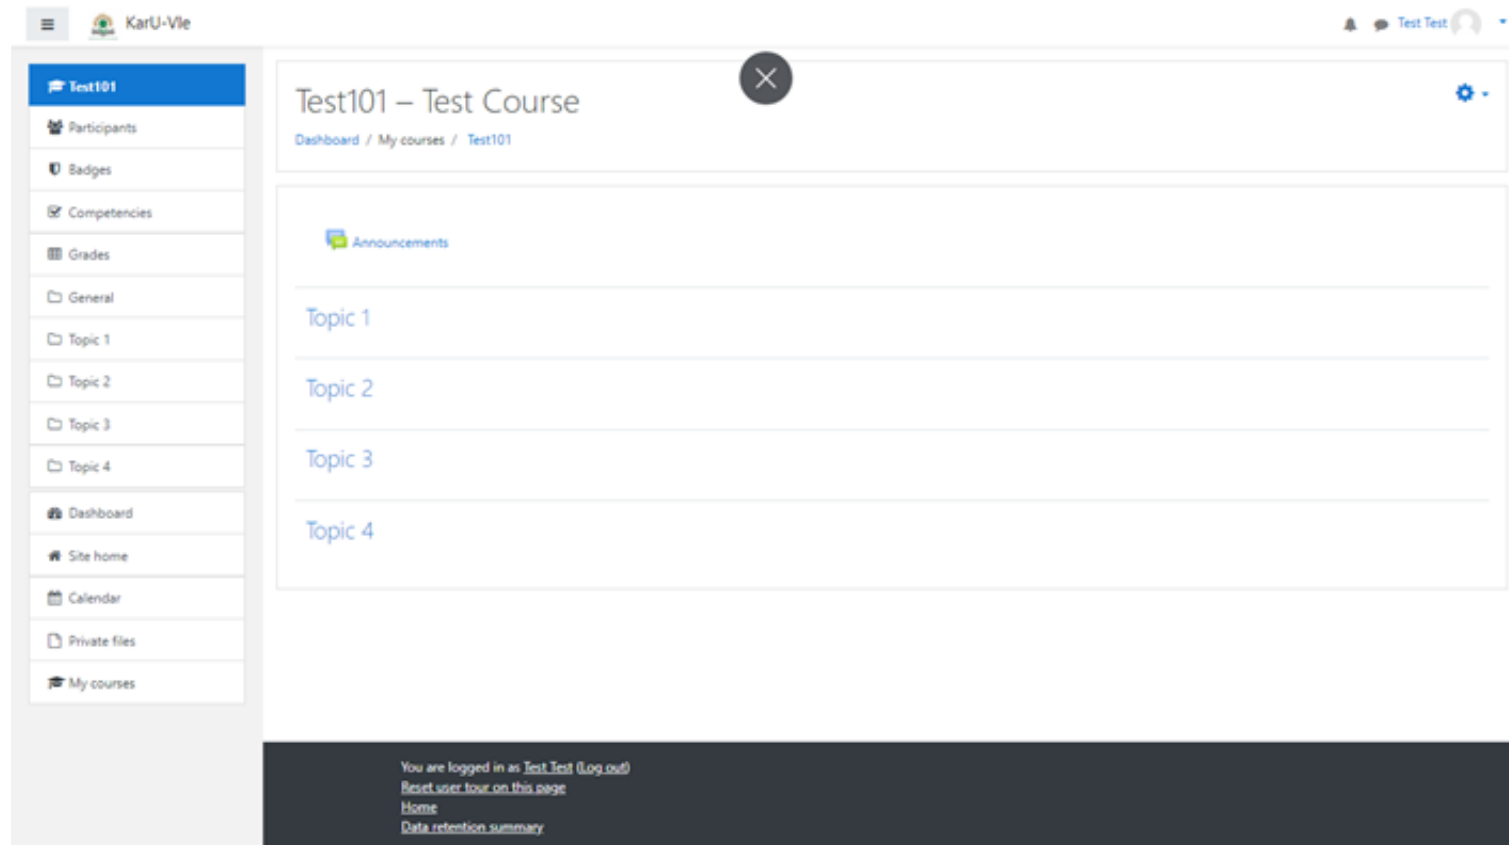 KarU-Vle
Test Test
Test101
Participants
Badges
Competencies
Grades
General
Topic 1
Topic 2
Topic 3
Topic 4
Dashboard
Site home
Calendar
Private files
My courses
Test101 – Test Course
Dashboard / My courses / Test101
Announcements
Topic 1
Topic 2
Topic 3
Topic 4
You are logged in as Test Test (Log out)
Reset user tour on this page
Home
Data retention summary